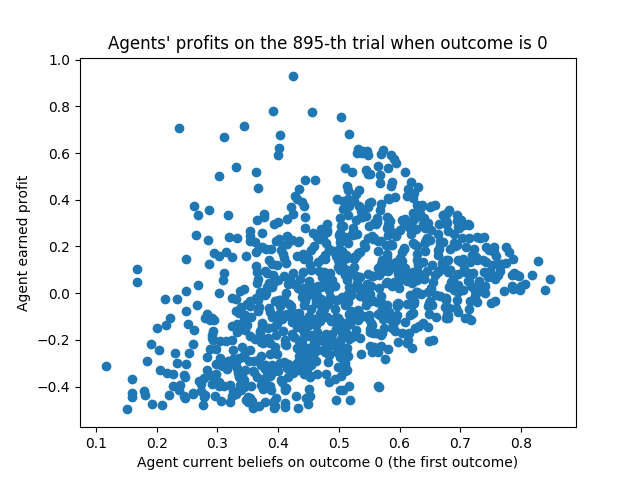 Agents' profits on the 895-th trial when outcome is 0
1.0
0.8
0.6
0.4
0.2
0.0
−0.2
−0.4
Agent earned profit
0.1 0.2 0.3 0.4 0.5 0.6 0.7 0.8
Agent current beliefs on outcome 0 (the first outcome)